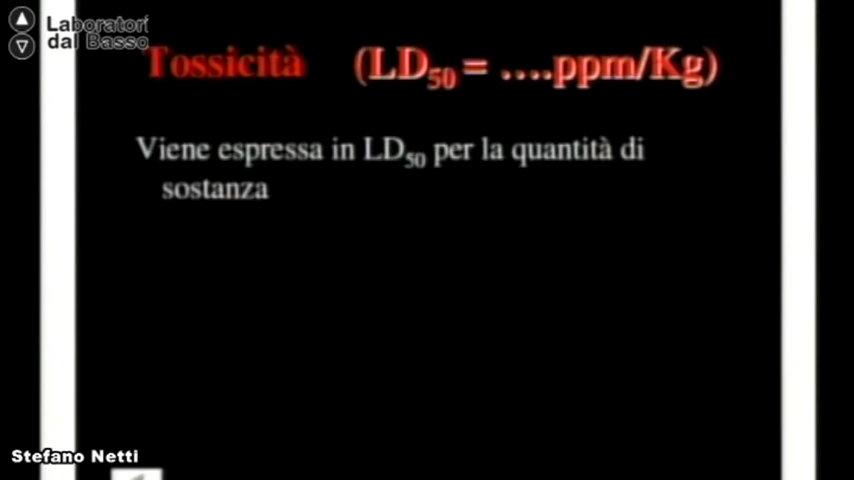 Laboratori
dal Basso
Tossicità (LD50 = ....ppm/Kg)
Viene espressa in LD50 per la quantità di
sostanza
Stefano Netti